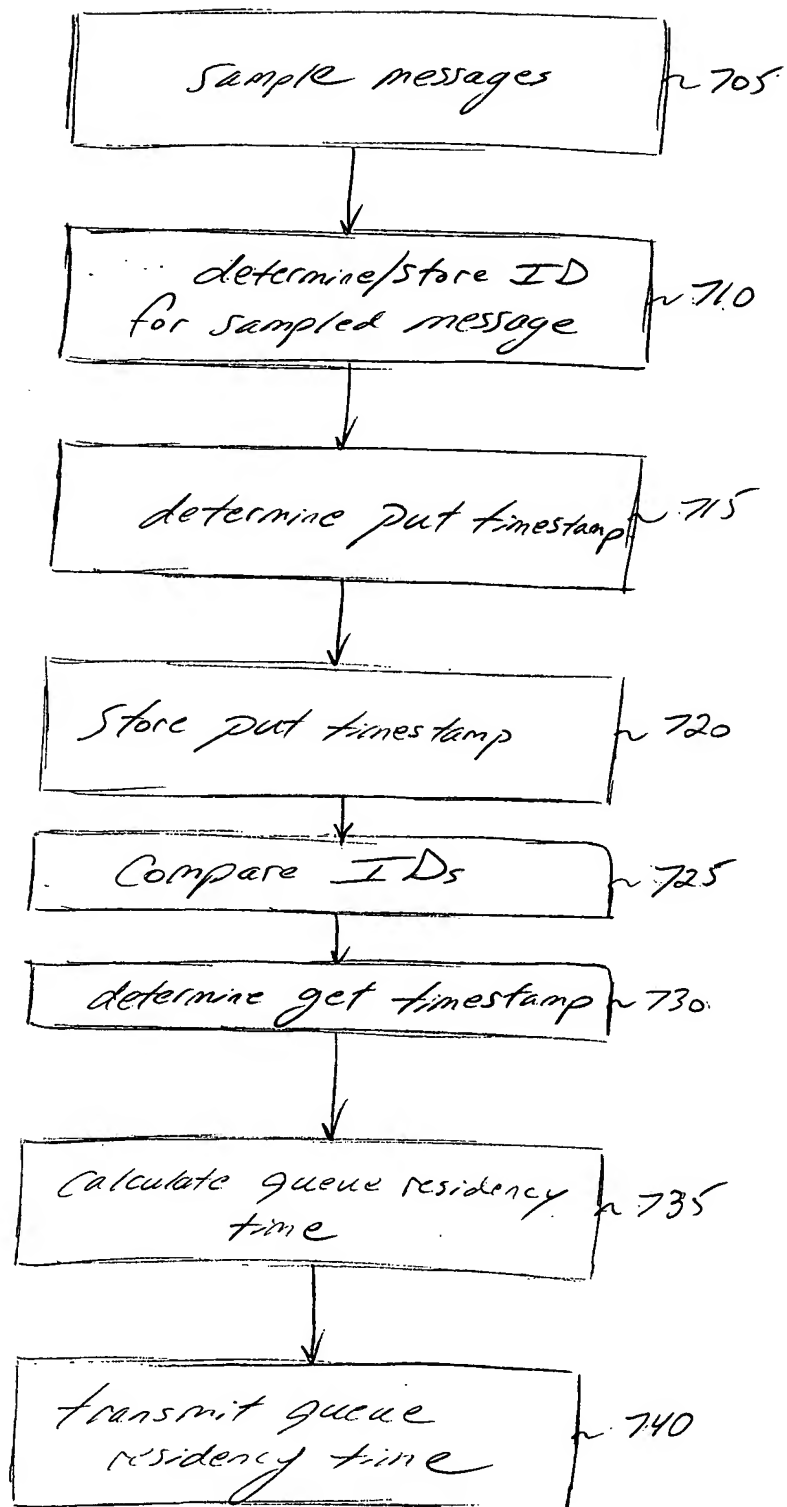 Sample messages
705
determine/store ID
for sampled message
710
determine put timestamp
715
Store put timestamp
720
Compare IDs
725
determine get timestamp
730
Calculate queue residency
time
735
transmit queue
residency time
740